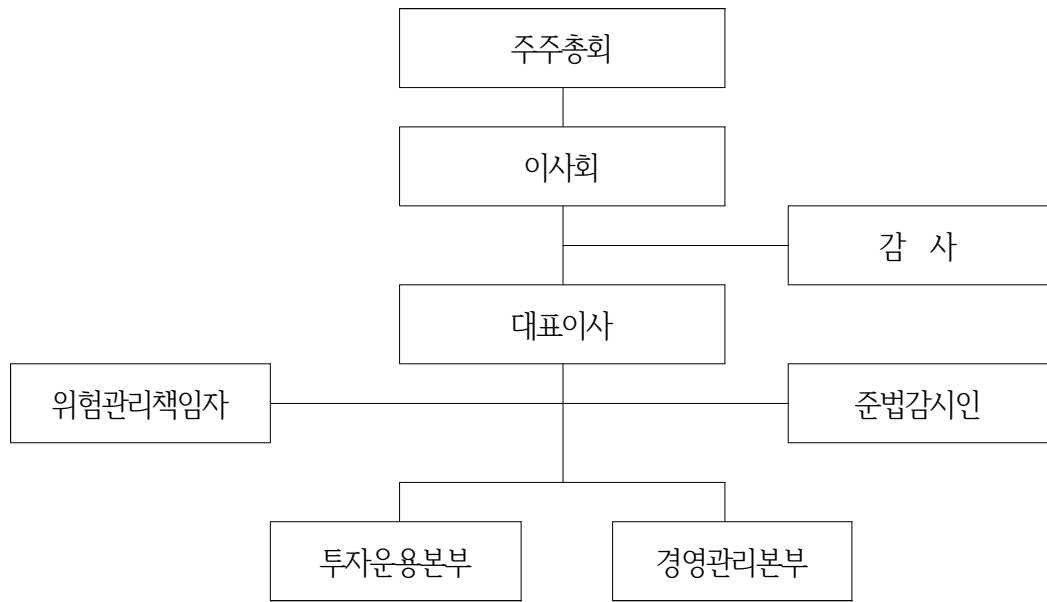 주주총회
이사회
감 사
대표이사
위험관리책임자
준법감시인
투자운용본부
경영관리본부